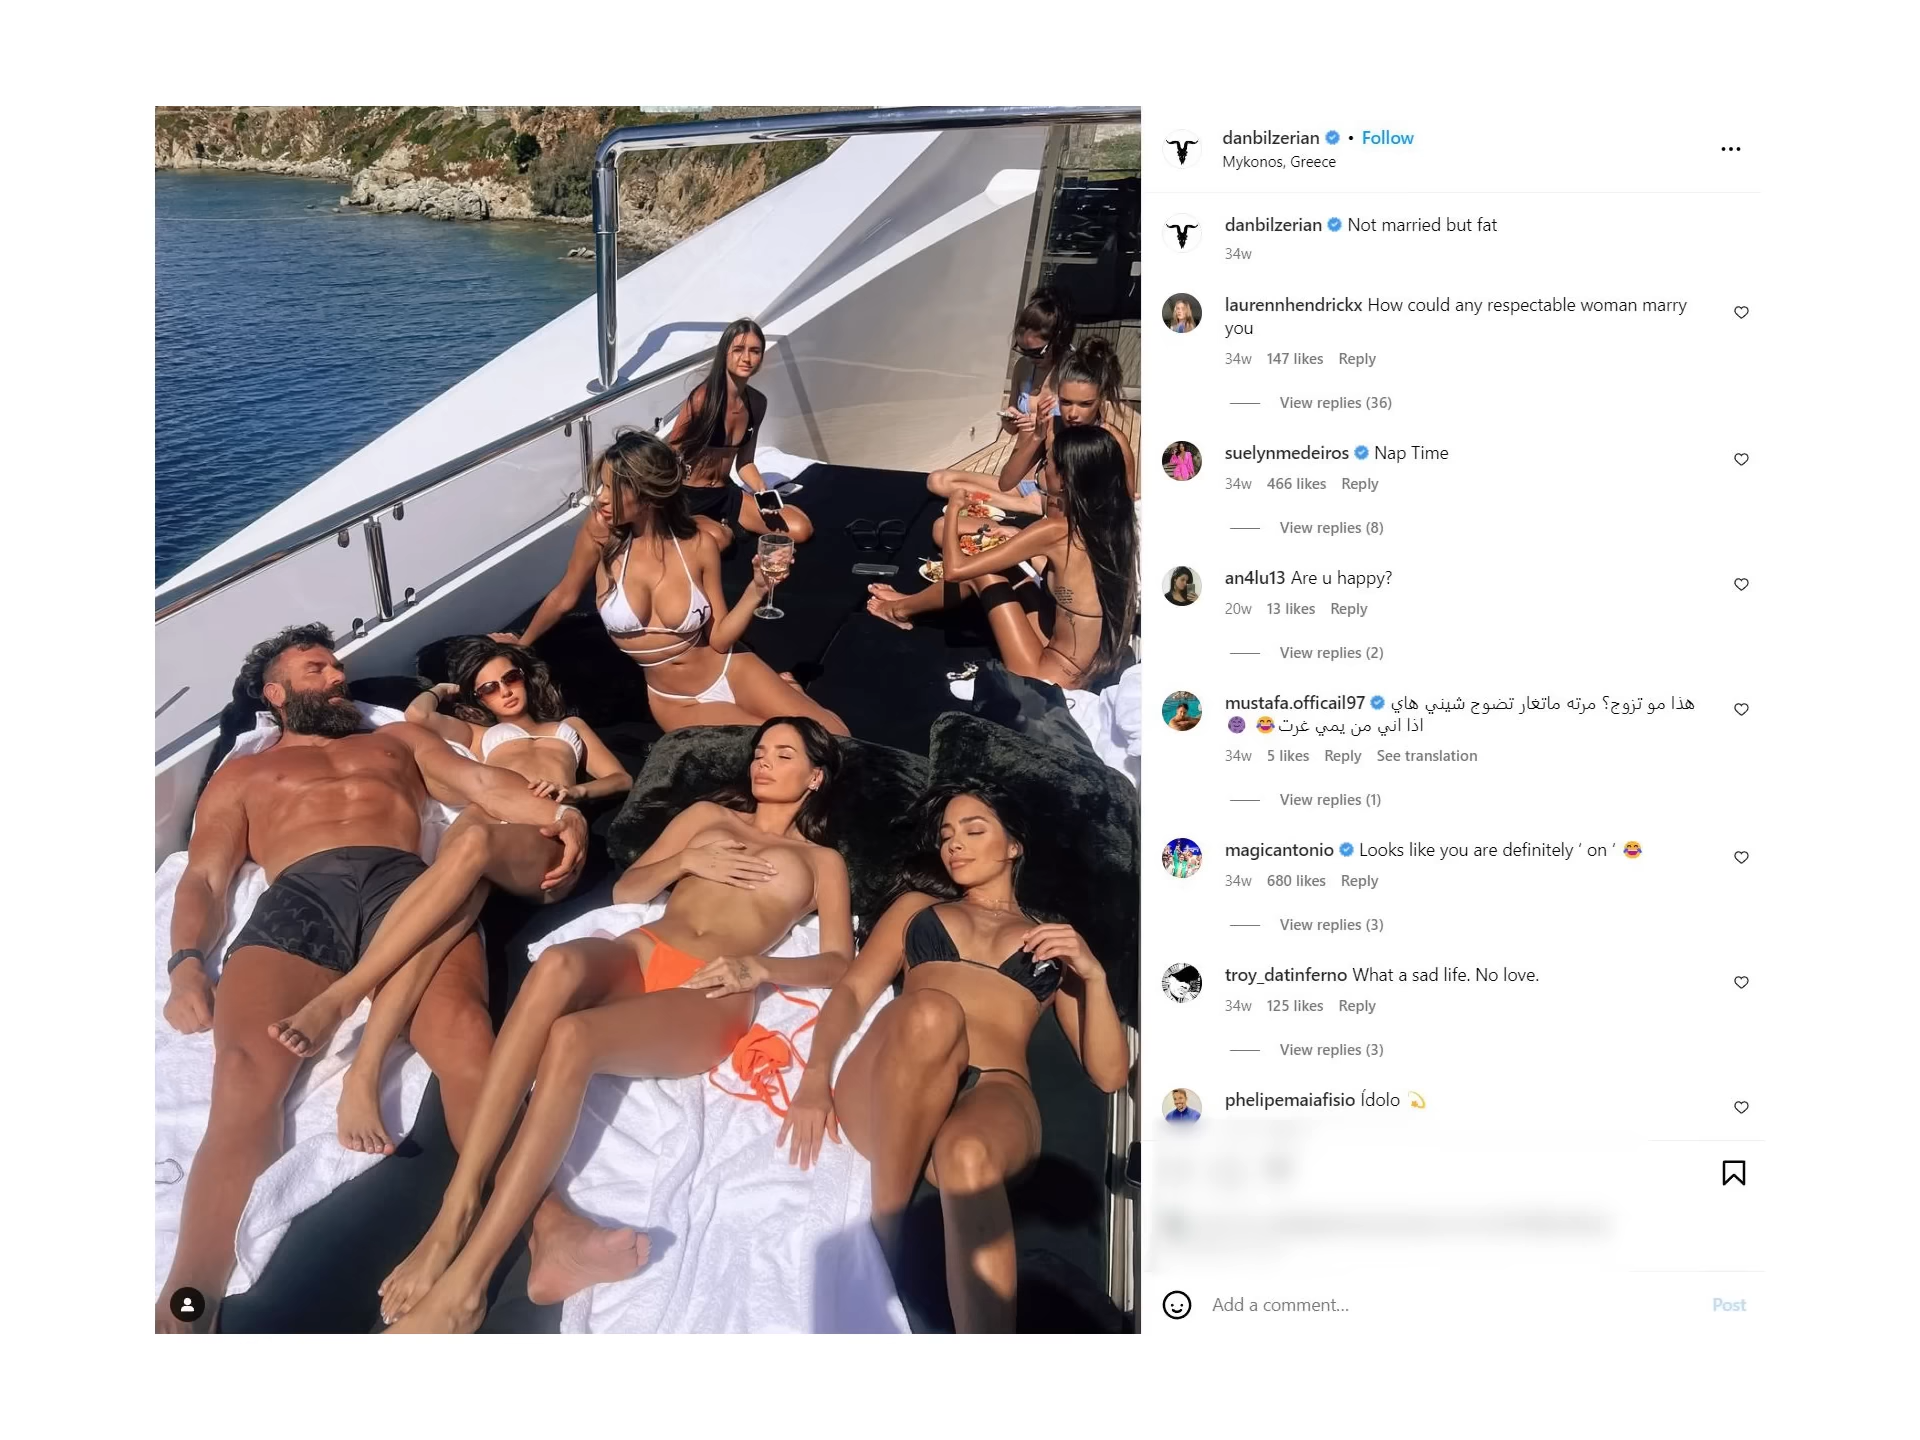 danbilzerian • Follow
Mykonos, Greece
danbilzerian Not married but fat
34w
laurennhendrickx How could any respectable woman marry
you
34w 147 likes Reply
View replies (36)
suelynmedeiros Nap Time
34w 466 likes Reply
View replies (8)
an4lu13 Are u happy?
20w 13 likes Reply
View replies (2)
mustafa.officail97 هذا مو تزوج؟ مرته ماتغار تضوج شيني هاي
اذا اني من يمي غرت 😂 🌚
34w 5 likes Reply See translation
View replies (1)
magicantonio Looks like you are definitely ‘ on ‘ 😂
34w 680 likes Reply
View replies (3)
troy_datinferno What a sad life. No love.
34w 125 likes Reply
View replies (3)
phelipemaiafisio Ídolo 💫
Add a comment...
Post